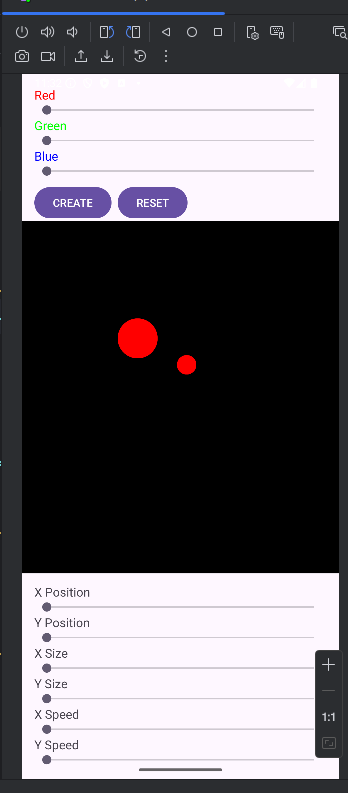 Red
Green
Blue
CREATE RESET
X Position
Y Position
X Size
Y Size
X Speed
1:1
Y Speed